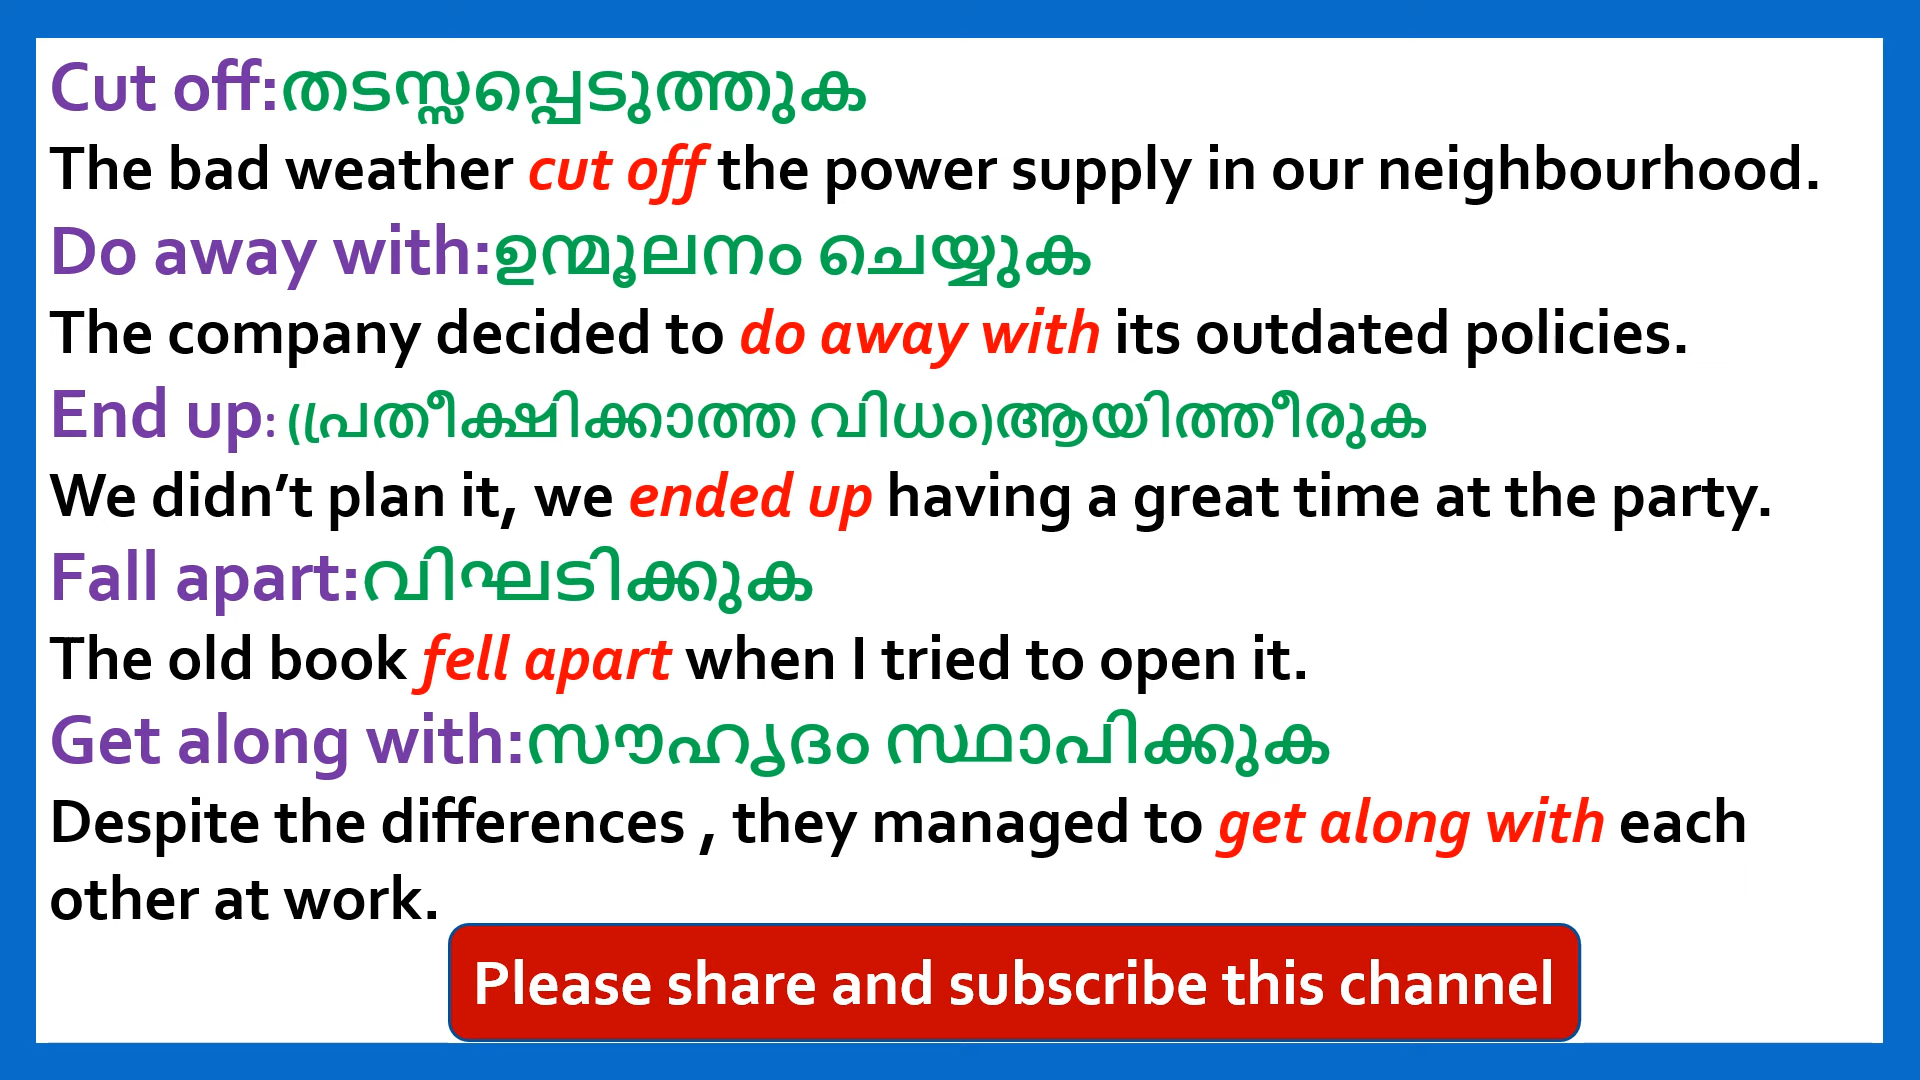 Cut off:തടസ്സപ്പെടുത്തുക
The bad weather cut off the power supply in our neighbourhood.
Do away with:ഉന്മൂലനം ചെയ്യുക
The company decided to do away with its outdated policies.
End up: (പ്രതീക്ഷിക്കാത്ത വിധം)ആയിത്തീരുക
We didn’t plan it, we ended up having a great time at the party.
Fall apart:വിഘടിക്കുക
The old book fell apart when I tried to open it.
Get along with:സൗഹൃദം സ്ഥാപിക്കുക
Despite the differences , they managed to get along with each
other at work.
Please share and subscribe this channel